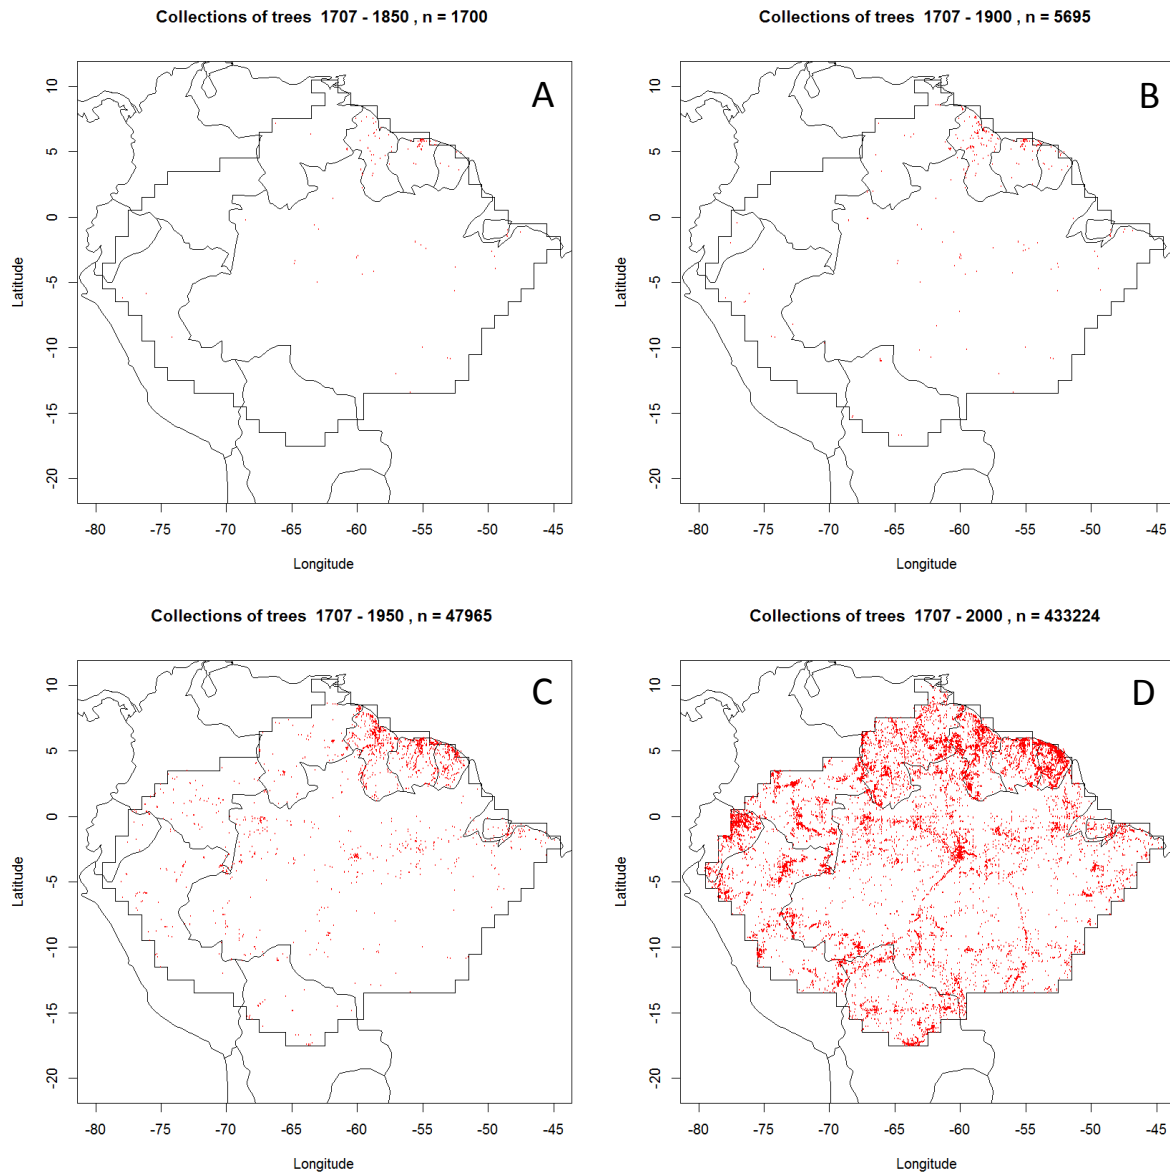 Collections of trees 1707 - 1850 , n = 1700
A
10
5
0
-5
-10
-15
-20
Latitude
-80 -75 -70 -65 -60 -55 -50 -45
Longitude
Collections of trees 1707 - 1900 , n = 5695
B
10
5
0
-5
-10
-15
-20
Latitude
-80 -75 -70 -65 -60 -55 -50 -45
Longitude
Collections of trees 1707 - 1950 , n = 47965
C
10
5
0
-5
-10
-15
-20
Latitude
-80 -75 -70 -65 -60 -55 -50 -45
Longitude
Collections of trees 1707 - 2000 , n = 433224
D
10
5
0
-5
-10
-15
-20
Latitude
-80 -75 -70 -65 -60 -55 -50 -45
Longitude